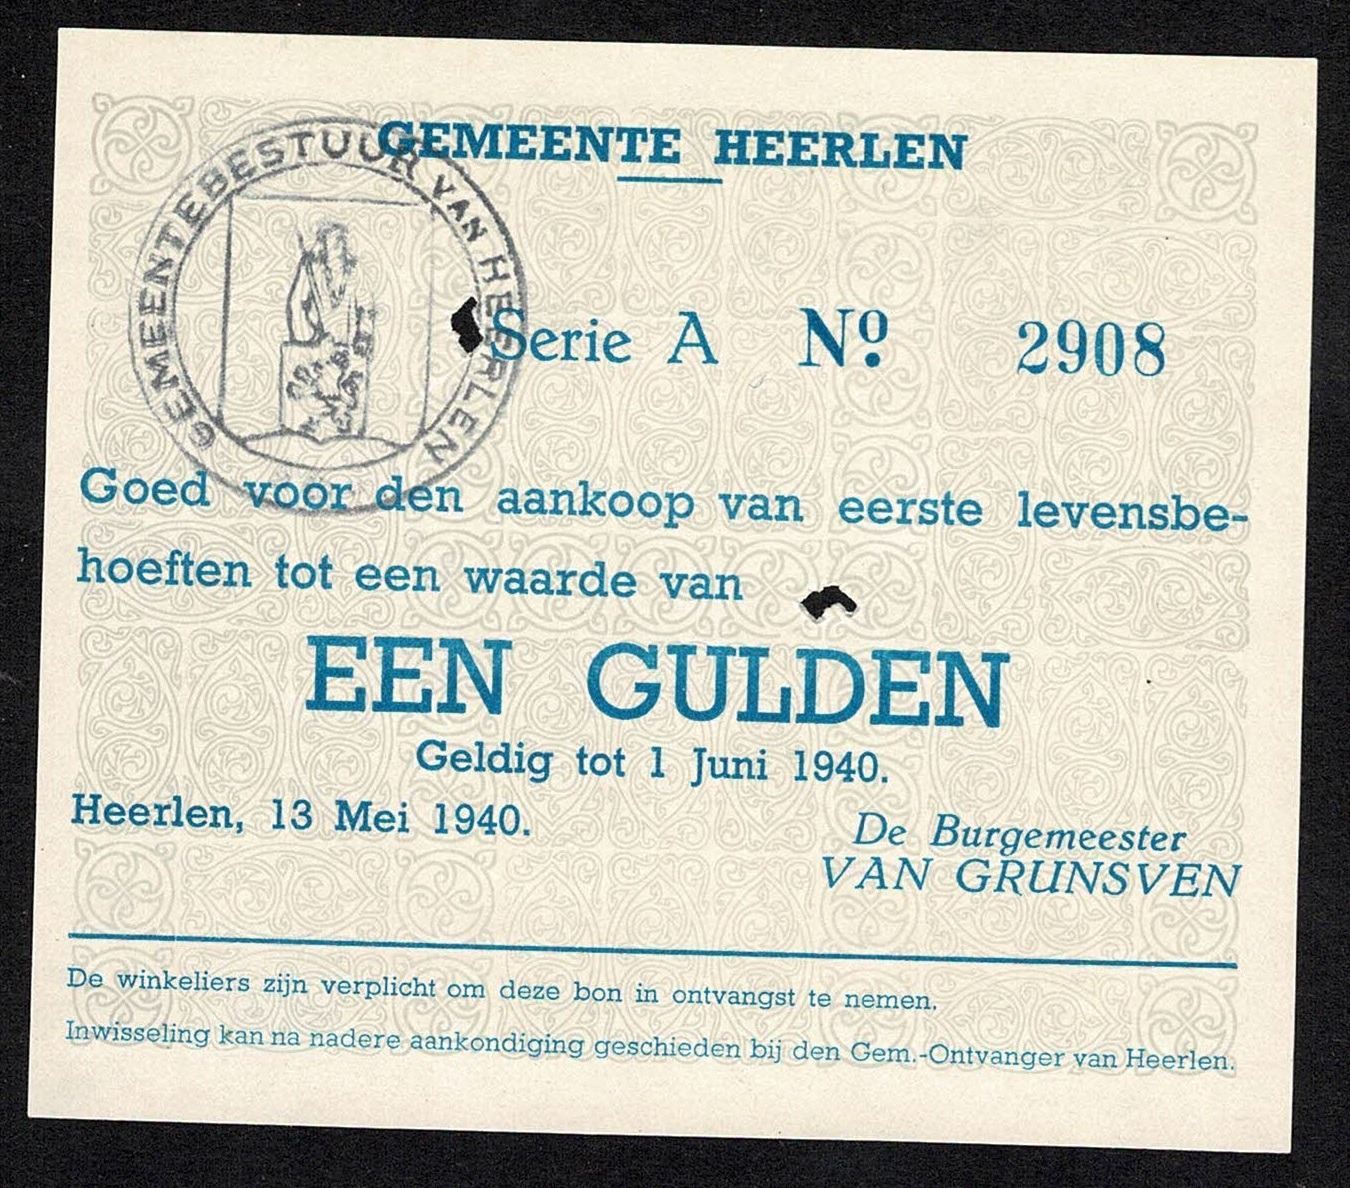 GEMEENTE HEERLEN
GEMEENTEBESTUUR VAN HEERLEN
Serie A Nº. 2908
Goed voor den aankoop van eerste levensbe-
hoeften tot een waarde van
EEN GULDEN
Geldig tot 1 Juni 1940.
Heerlen, 13 Mei 1940.
De Burgemeester
VAN GRUNSVEN
De winkeliers zijn verplicht om deze bon in ontvangst te nemen.
Inwisseling kan na nadere aankondiging geschieden bij den Gem.-Ontvanger van Heerlen.